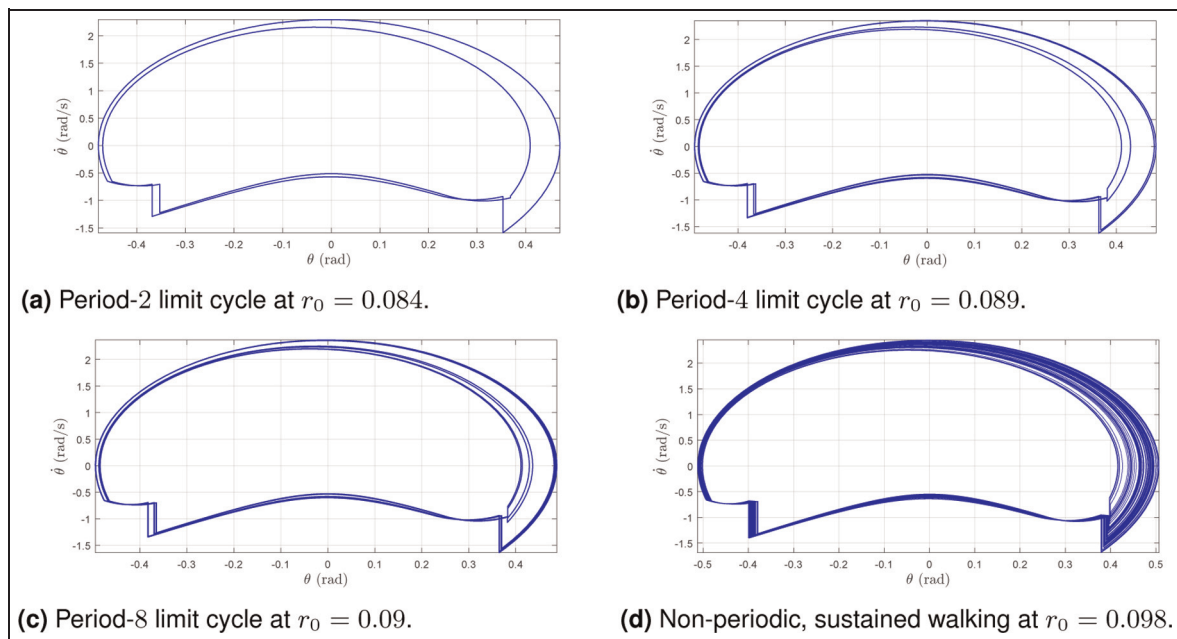 2
1.5
1
0.5
0
-0.5
-1
-1.5
θ̇ (rad/s)
-0.4 -0.3 -0.2 -0.1 0 0.1 0.2 0.3 0.4
θ (rad)
(a) Period-2 limit cycle at r₀ = 0.084.
2
1.5
1
0.5
0
-0.5
-1
-1.5
θ̇ (rad/s)
-0.4 -0.3 -0.2 -0.1 0 0.1 0.2 0.3 0.4
θ (rad)
(b) Period-4 limit cycle at r₀ = 0.089.
2
1.5
1
0.5
0
-0.5
-1
-1.5
θ̇ (rad/s)
-0.4 -0.3 -0.2 -0.1 0 0.1 0.2 0.3 0.4
θ (rad)
(c) Period-8 limit cycle at r₀ = 0.09.
2
1.5
1
0.5
0
-0.5
-1
-1.5
θ̇ (rad/s)
-0.5 -0.4 -0.3 -0.2 -0.1 0 0.1 0.2 0.3 0.4 0.5
θ (rad)
(d) Non-periodic, sustained walking at r₀ = 0.098.